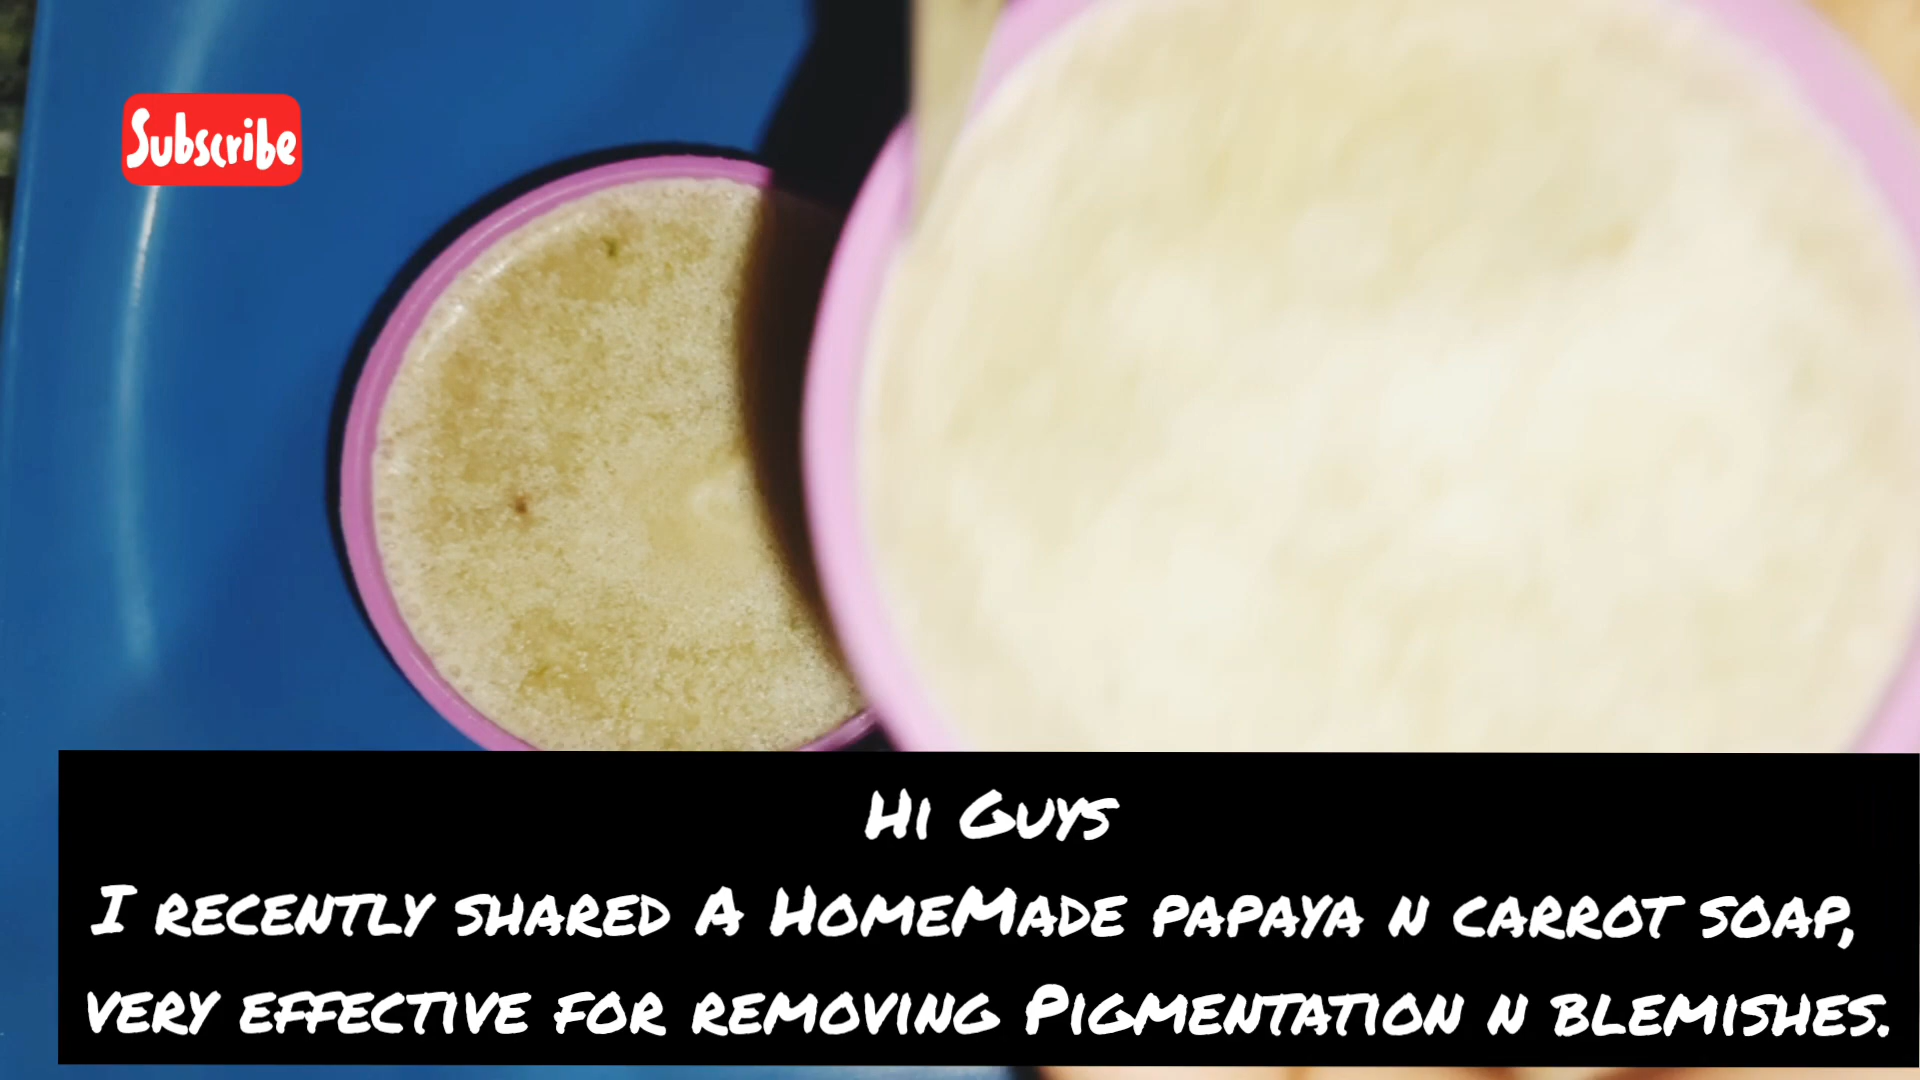 Subscribe
Hi Guys
I recently shared A HomeMade papaya n carrot soap,
very effective for removing Pigmentation n blemishes.